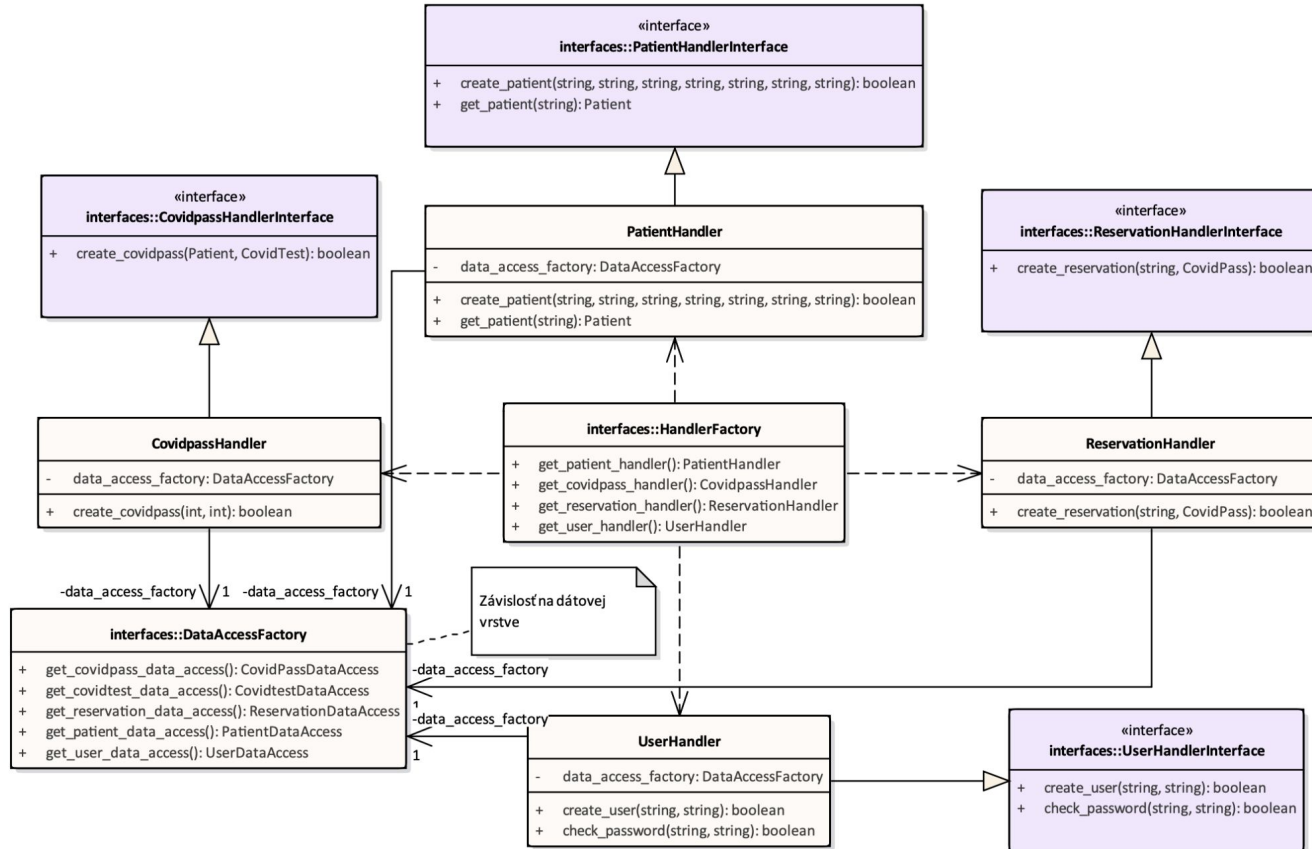 «interface»
interfaces::PatientHandlerInterface
+ create_patient(string, string, string, string, string, string, string): boolean
+ get_patient(string): Patient
«interface»
interfaces::CovidpassHandlerInterface
+ create_covidpass(Patient, CovidTest): boolean
PatientHandler
- data_access_factory: DataAccessFactory
+ create_patient(string, string, string, string, string, string, string): boolean
+ get_patient(string): Patient
«interface»
interfaces::ReservationHandlerInterface
+ create_reservation(string, CovidPass): boolean
CovidpassHandler
- data_access_factory: DataAccessFactory
+ create_covidpass(int, int): boolean
interfaces::HandlerFactory
+ get_patient_handler(): PatientHandler
+ get_covidpass_handler(): CovidpassHandler
+ get_reservation_handler(): ReservationHandler
+ get_user_handler(): UserHandler
ReservationHandler
- data_access_factory: DataAccessFactory
+ create_reservation(string, CovidPass): boolean
-data_access_factory 1
-data_access_factory 1
Závislosť na dátovej
vrstve
interfaces::DataAccessFactory
+ get_covidpass_data_access(): CovidPassDataAccess
+ get_covidtest_data_access(): CovidtestDataAccess
+ get_reservation_data_access(): ReservationDataAccess
+ get_patient_data_access(): PatientDataAccess
+ get_user_data_access(): UserDataAccess
-data_access_factory
1
-data_access_factory
1
UserHandler
- data_access_factory: DataAccessFactory
+ create_user(string, string): boolean
+ check_password(string, string): boolean
«interface»
interfaces::UserHandlerInterface
+ create_user(string, string): boolean
+ check_password(string, string): boolean